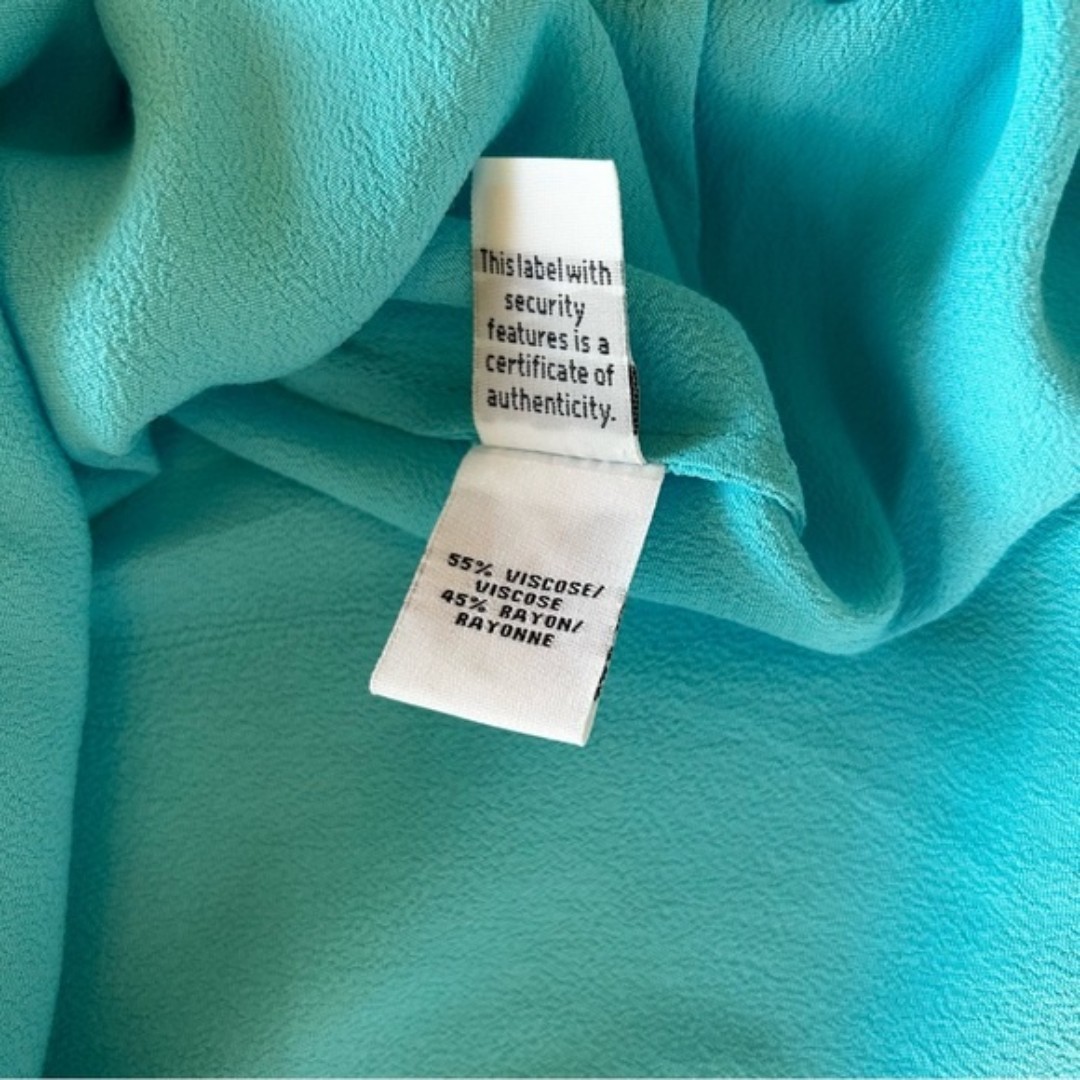 This label with
security
features is a
certificate of
authenticity.
55% VISCOSE/
VISCOSE
45% RAYON/
RAYONNE